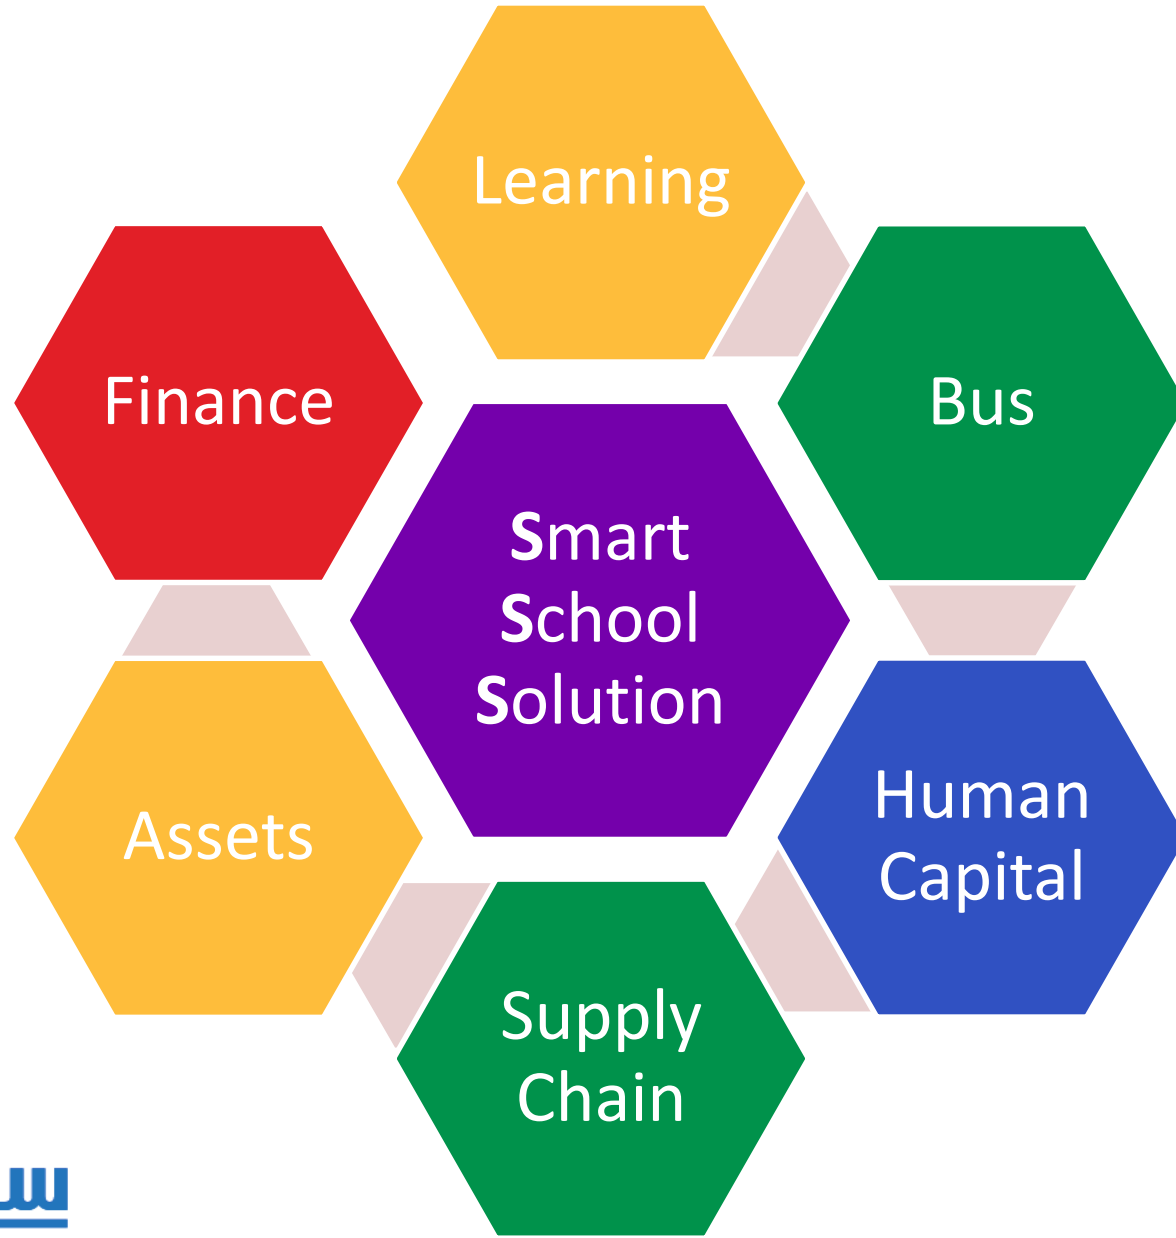 Learning
Finance
Bus
Smart
School
Solution
Human
Capital
Assets
Supply
Chain